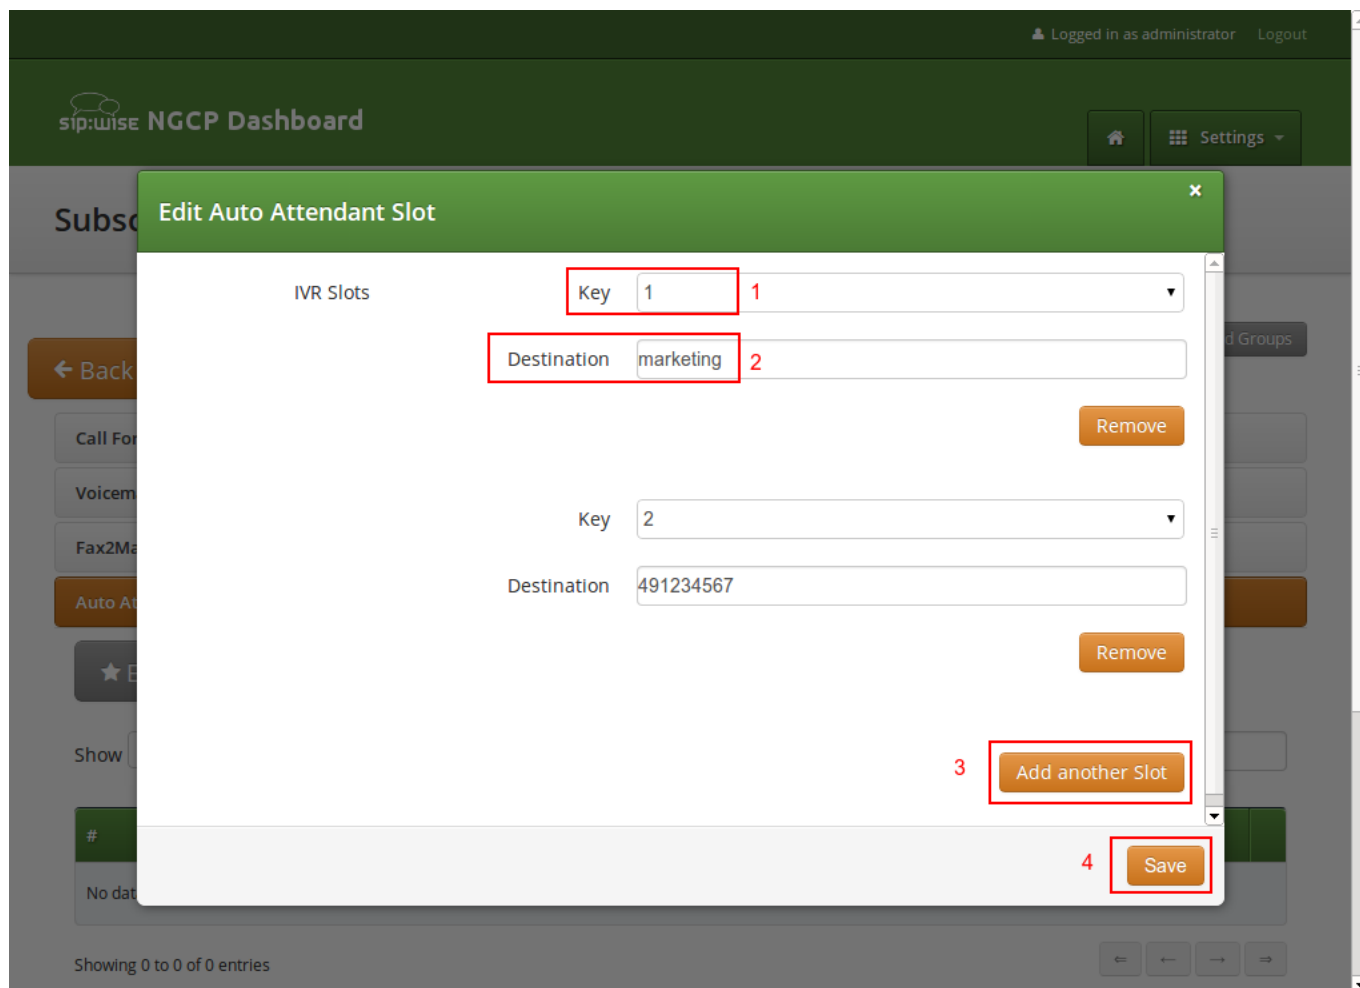 Logged in as administrator Logout
sip:wise NGCP Dashboard
Settings
Subsc
Edit Auto Attendant Slot ×
IVR Slots Key 1 1
d Groups
Destination marketing 2
Back
Remove
Call For
Voicem
Key 2
Fax2Ma
Destination 491234567
Auto At
Remove
E
Show
3 Add another Slot
#
4 Save
No dat
Showing 0 to 0 of 0 entries
⇐ ← → ⇒